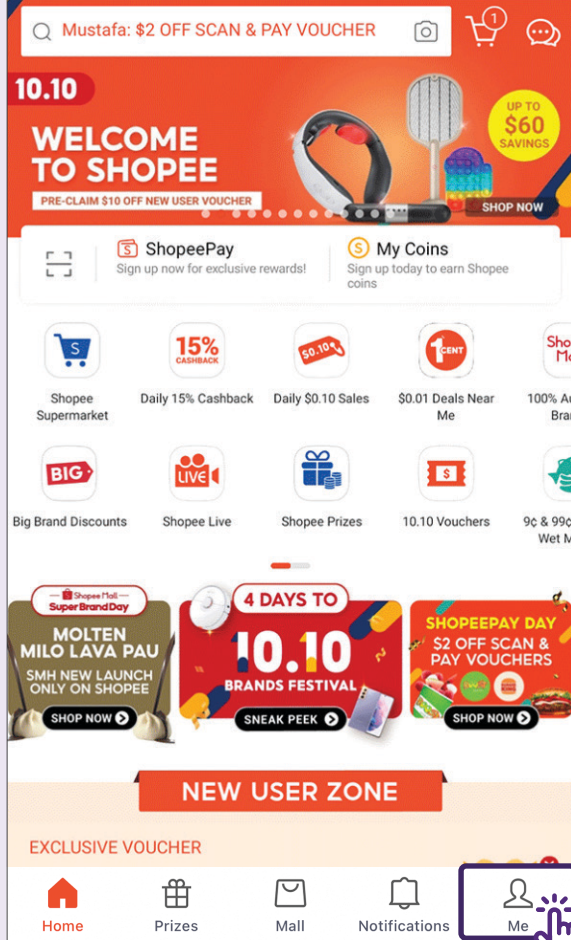 Mustafa: $2 OFF SCAN & PAY VOUCHER
1
10.10
WELCOME
TO SHOPEE
PRE-CLAIM $10 OFF NEW USER VOUCHER
UP TO
$60
SAVINGS
SHOP NOW
ShopeePay
Sign up now for exclusive rewards!
My Coins
Sign up today to earn Shopee
coins
15%
CASHBACK
$0.10
1 CENT
Sho
Mo
Shopee
Supermarket
Daily 15% Cashback
Daily $0.10 Sales
$0.01 Deals Near
Me
100% Au
Bra
BIG
LIVE
$
Big Brand Discounts
Shopee Live
Shopee Prizes
10.10 Vouchers
9¢ & 99¢
Wet M
Shopee Mall
Super Brand Day
MOLTEN
MILO LAVA PAU
SMH NEW LAUNCH
ONLY ON SHOPEE
SHOP NOW
4 DAYS TO
10.10
BRANDS FESTIVAL
SNEAK PEEK
SHOPEEPAY DAY
$2 OFF SCAN &
PAY VOUCHERS
SHOP NOW
NEW USER ZONE
EXCLUSIVE VOUCHER
Home
Prizes
Mall
Notifications
Me